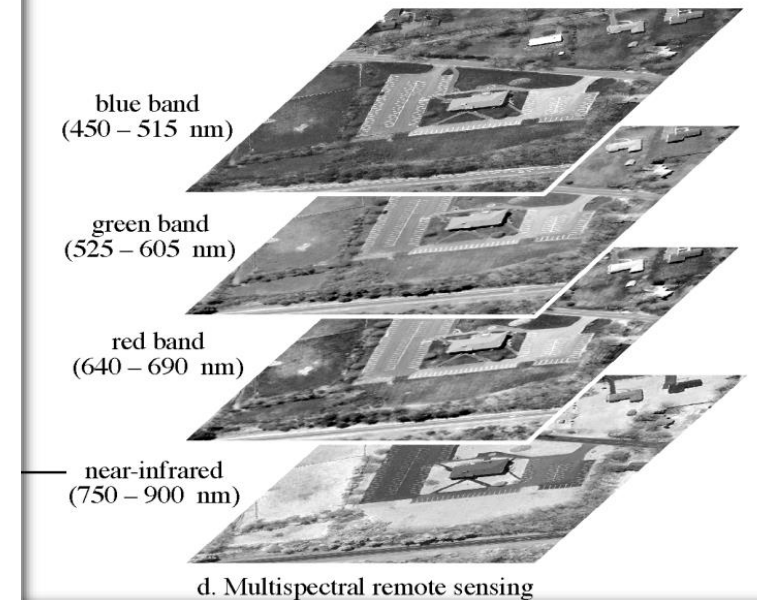 blue band
(450 – 515 nm)
green band
(525 – 605 nm)
red band
(640 – 690 nm)
near-infrared
(750 – 900 nm)
d. Multispectral remote sensing